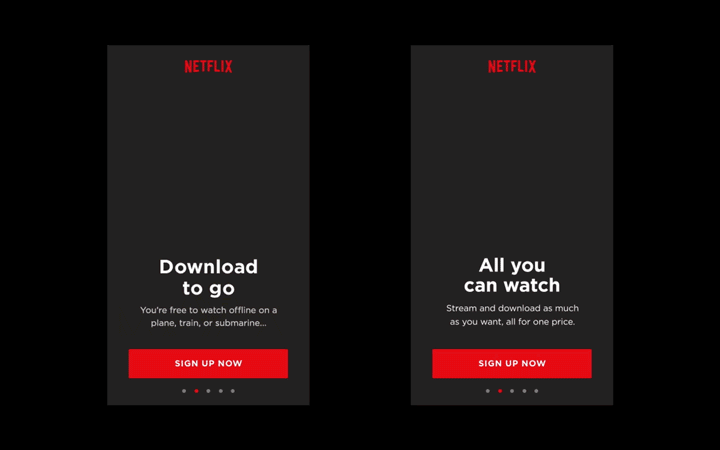 NETFLIX
Download
to go
You're free to watch offline on a
plane, train, or submarine...
SIGN UP NOW
NETFLIX
All you
can watch
Stream and download as much
as you want, all for one price.
SIGN UP NOW